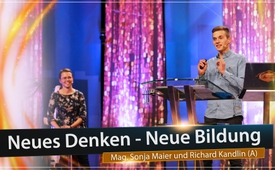 Neues Denken - Neue Bildung
Mag. Sonja Maier und Richard Kandlin (A)